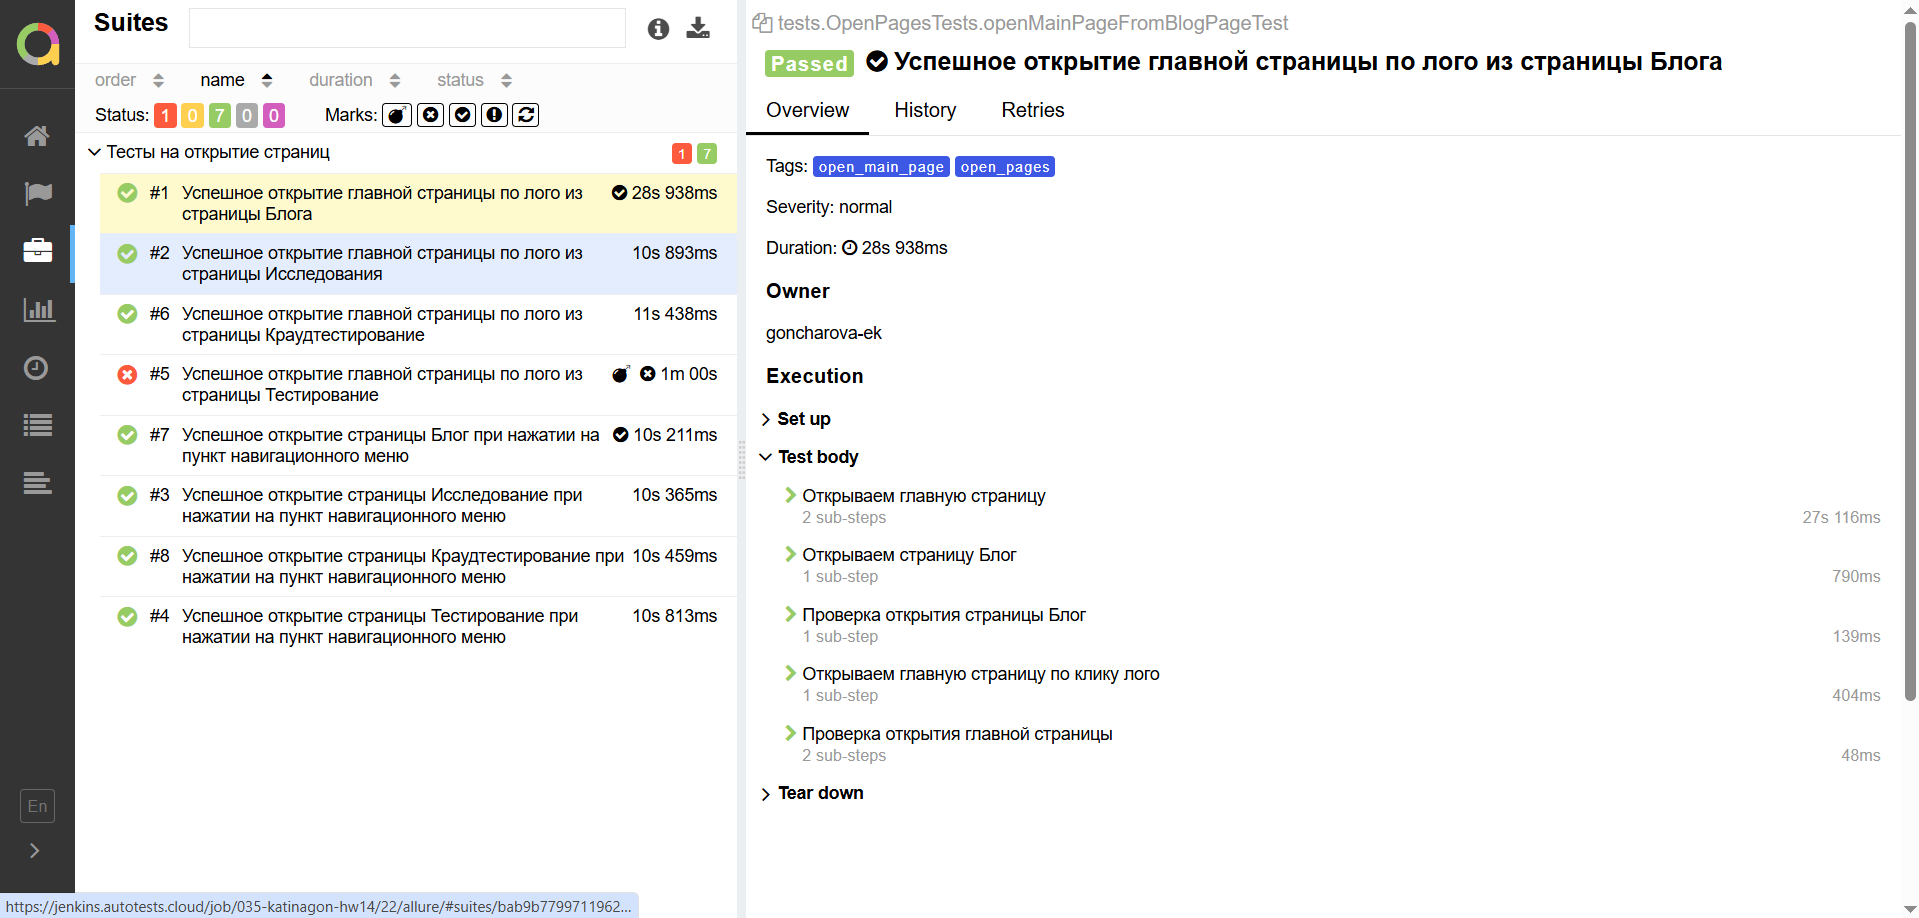 Suites
order name duration status
Status: 1 0 7 0 0 Marks:
Тесты на открытие страниц 1 7
#1 Успешное открытие главной страницы по лого из 28s 938ms
страницы Блога
#2 Успешное открытие главной страницы по лого из 10s 893ms
страницы Исследования
#6 Успешное открытие главной страницы по лого из 11s 438ms
страницы Краудтестирование
#5 Успешное открытие главной страницы по лого из 1m 00s
страницы Тестирование
#7 Успешное открытие страницы Блог при нажатии на 10s 211ms
пункт навигационного меню
#3 Успешное открытие страницы Исследование при 10s 365ms
нажатии на пункт навигационного меню
#8 Успешное открытие страницы Краудтестирование при 10s 459ms
нажатии на пункт навигационного меню
#4 Успешное открытие страницы Тестирование при 10s 813ms
нажатии на пункт навигационного меню
En
https://jenkins.autotests.cloud/job/035-katinagon-hw14/22/allure/#suites/bab9b7799711962...
tests.OpenPagesTests.openMainPageFromBlogPageTest
Passed Успешное открытие главной страницы по лого из страницы Блога
Overview History Retries
Tags: open_main_page open_pages
Severity: normal
Duration: 28s 938ms
Owner
goncharova-ek
Execution
Set up
Test body
Открываем главную страницу
2 sub-steps 27s 116ms
Открываем страницу Блог
1 sub-step 790ms
Проверка открытия страницы Блог
1 sub-step 139ms
Открываем главную страницу по клику лого
1 sub-step 404ms
Проверка открытия главной страницы
2 sub-steps 48ms
Tear down